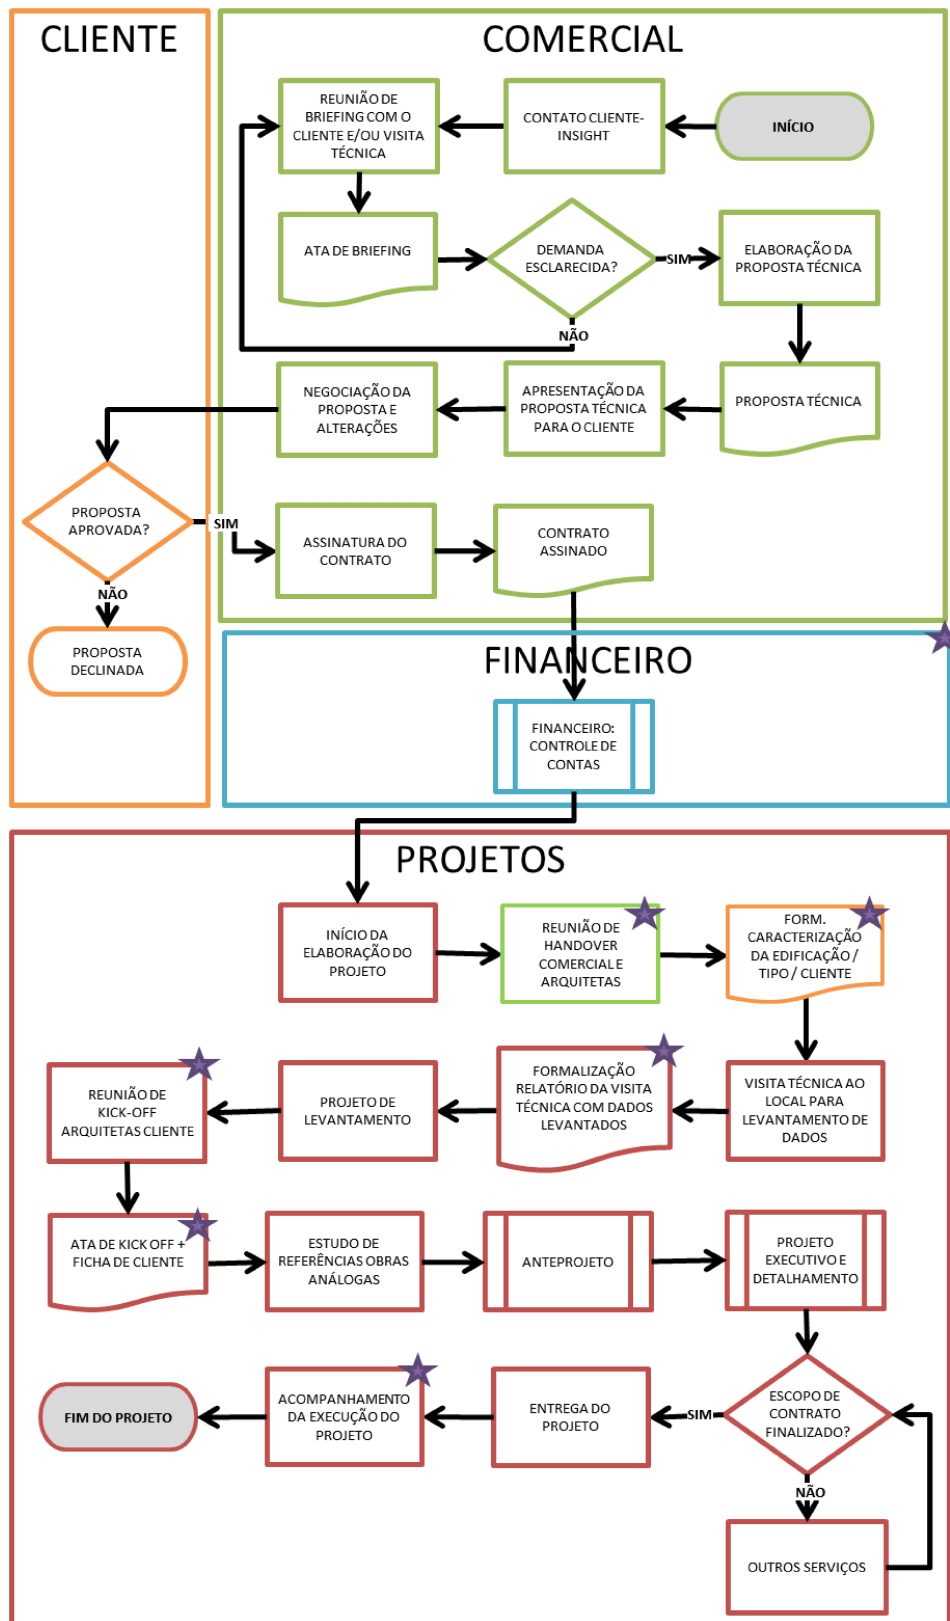 CLIENTE
COMERCIAL
INÍCIO
CONTATO CLIENTE-
INSIGHT
REUNIÃO DE
BRIEFING COM O
CLIENTE E/OU VISITA
TÉCNICA
ATA DE BRIEFING
DEMANDA
ESCLARECIDA?
SIM
NÃO
ELABORAÇÃO DA
PROPOSTA TÉCNICA
PROPOSTA TÉCNICA
APRESENTAÇÃO DA
PROPOSTA TÉCNICA
PARA O CLIENTE
NEGOCIAÇÃO DA
PROPOSTA E
ALTERAÇÕES
PROPOSTA
APROVADA?
SIM
NÃO
PROPOSTA
DECLINADA
ASSINATURA DO
CONTRATO
CONTRATO
ASSINADO
FINANCEIRO
FINANCEIRO:
CONTROLE DE
CONTAS
PROJETOS
INÍCIO DA
ELABORAÇÃO DO
PROJETO
REUNIÃO DE
HANDOVER
COMERCIAL E
ARQUITETAS
FORM.
CARACTERIZAÇÃO
DA EDIFICAÇÃO /
TIPO / CLIENTE
VISITA TÉCNICA AO
LOCAL PARA
LEVANTAMENTO DE
DADOS
FORMALIZAÇÃO
RELATÓRIO DA VISITA
TÉCNICA COM DADOS
LEVANTADOS
PROJETO DE
LEVANTAMENTO
REUNIÃO DE
KICK-OFF
ARQUITETAS CLIENTE
ATA DE KICK OFF +
FICHA DE CLIENTE
ESTUDO DE
REFERÊNCIAS OBRAS
ANÁLOGAS
ANTEPROJETO
PROJETO
EXECUTIVO E
DETALHAMENTO
ESCOPO DE
CONTRATO
FINALIZADO?
SIM
NÃO
OUTROS SERVIÇOS
ENTREGA DO
PROJETO
ACOMPANHAMENTO
DA EXECUÇÃO DO
PROJETO
FIM DO PROJETO